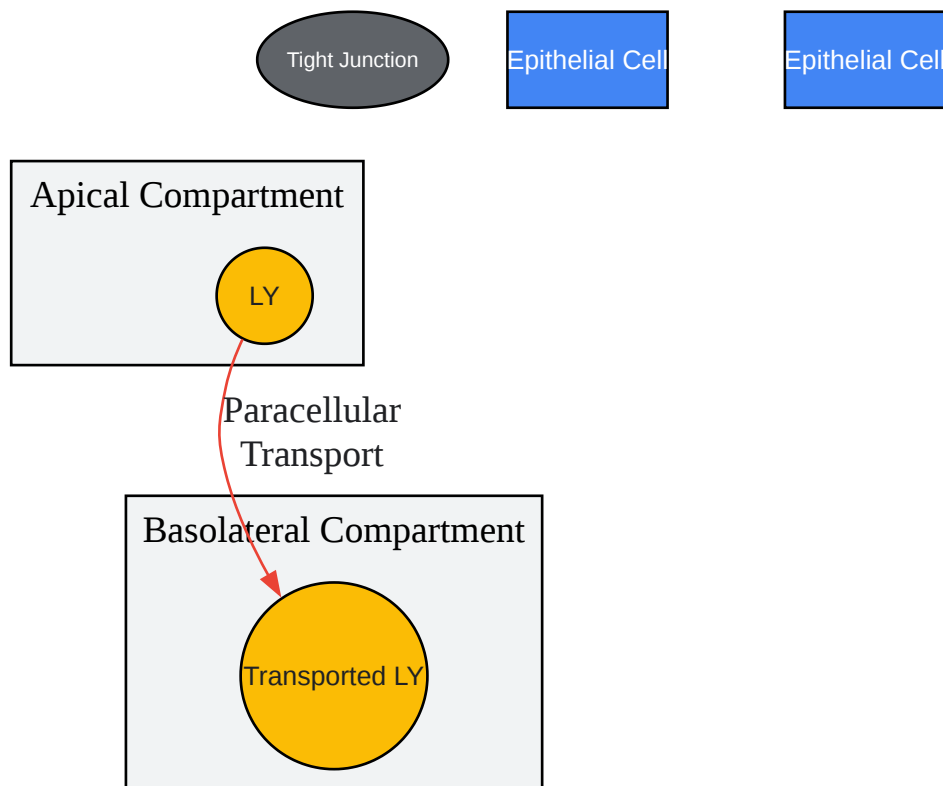 Tight Junction
Epithelial Cell
Epithelial Cell
Apical Compartment
LY
Paracellular
Transport
Basolateral Compartment
Transported LY